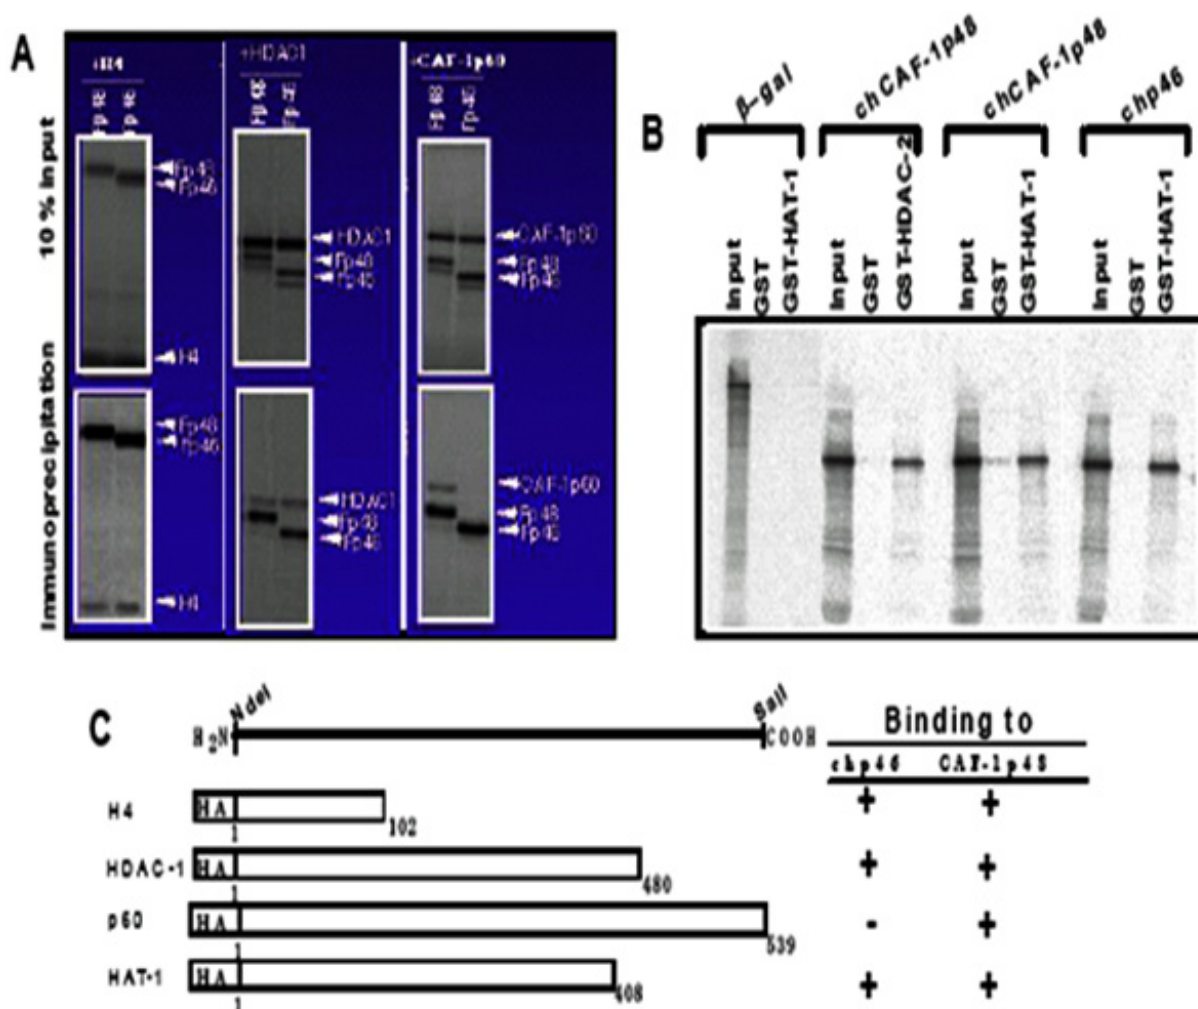 A
+H4
+HDAC1
+CAF-1p60
Fp48
Fp46
Fp48
Fp46
10 % input
Fp48
Fp46
HDAC1
Fp48
Fp46
CAF-1p60
Fp48
Fp46
H4
Immunoprecipitation
Fp48
Fp46
HDAC1
Fp48
Fp46
CAF-1p60
Fp48
Fp46
H4
B
β-gal
chCAF-1p48
chCAF-1p48
chp46
Input
GST
GST-HAT-1
Input
GST
GST-HDAC-2
Input
GST
GST-HAT-1
Input
GST
GST-HAT-1
C
NdeI
SalI
H2N
COOH
Binding to
chp46 CAF-1p48
H4 HA 1 102 + +
HDAC-1 HA 1 480 + +
p60 HA 1 539 - +
HAT-1 HA 1 408 + +